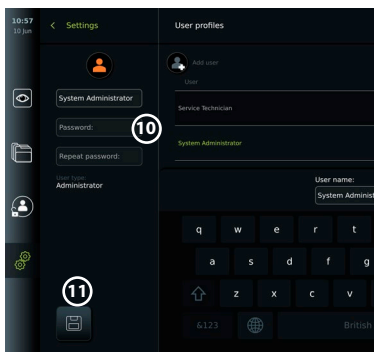 10:57
10 Jun
Settings
User profiles
Add user
User
System Administrator
Service Technician
Password:
10
System Administrator
Repeat password:
User type:
Administrator
User name:
System Administ
q w e r t
a s d f g
11
z x c v
&123
British